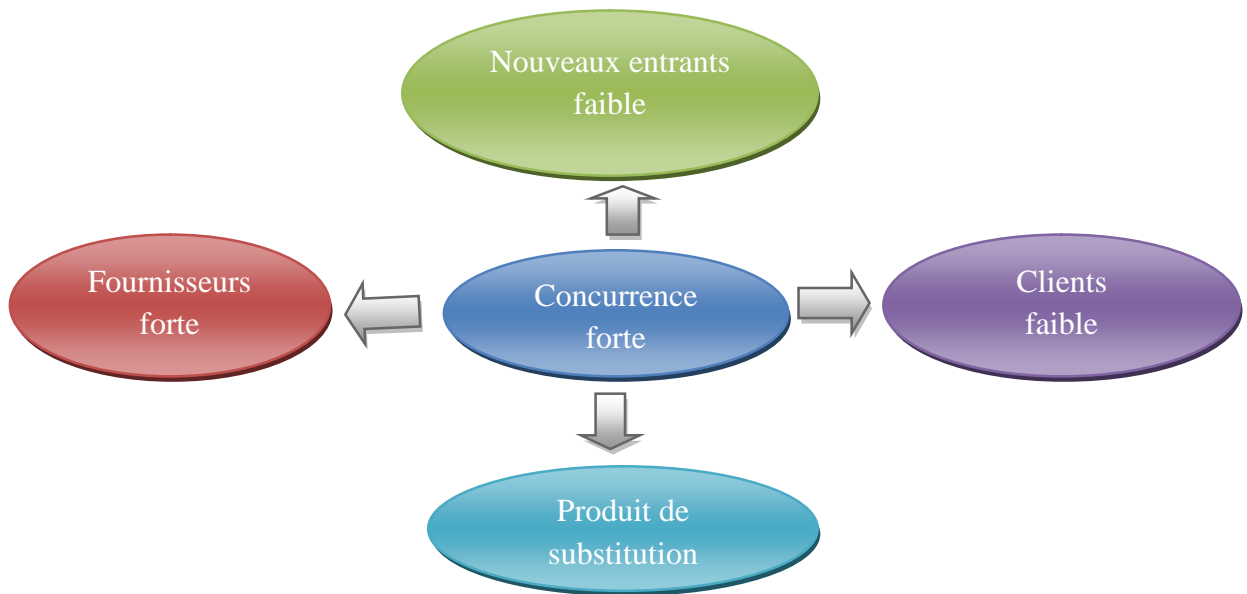 Nouveaux entrants
faible
Fournisseurs
forte
Concurrence
forte
Clients
faible
Produit de
substitution